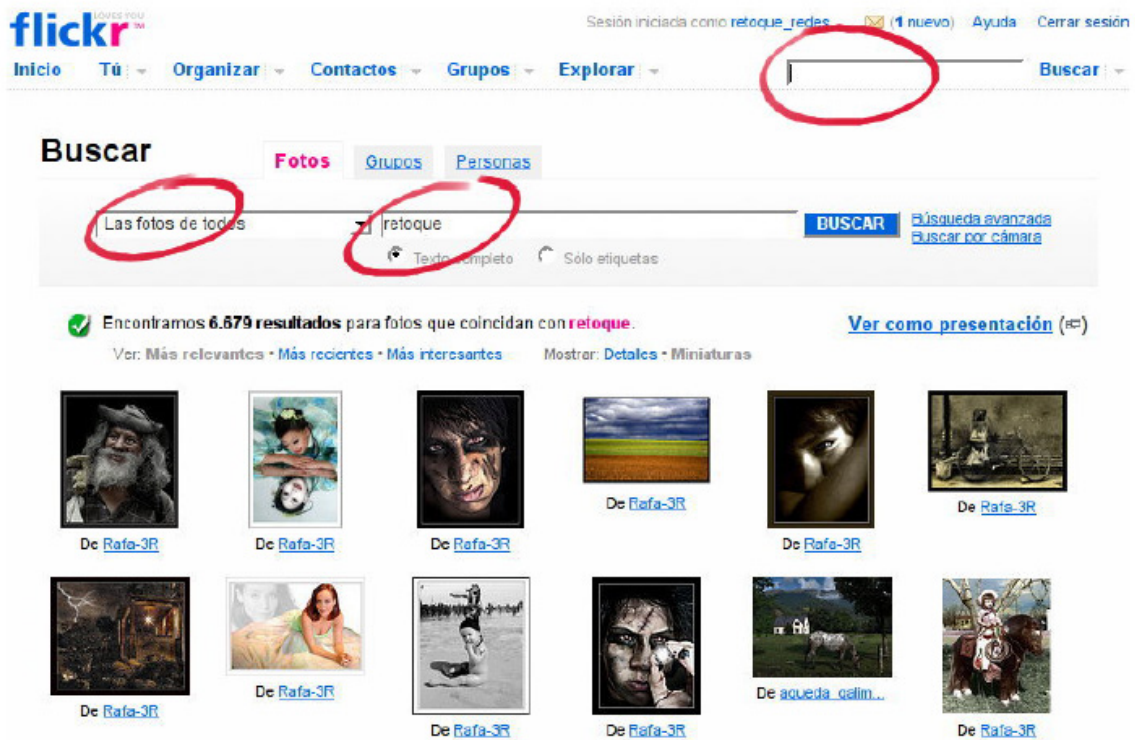 flickr LOVES YOU TM
Sesión iniciada como retoque_redes (1 nuevo) Ayuda Cerrar sesión
Inicio Tú Organizar Contactos Grupos Explorar Buscar
Buscar Fotos Grupos Personas
Las fotos de todos retoque BUSCAR Búsqueda avanzada
Buscar por cámara
Texto completo Sólo etiquetas
Encontramos 6.679 resultados para fotos que coincidan con retoque. Ver como presentación
Ver: Más relevantes • Más recientes • Más interesantes Mostrar: Detalles • Miniaturas
De Rafa-3R
De Rafa-3R
De Rafa-3R
De Rafa-3R
De Rafa-3R
De Rafa-3R
De Rafa-3R
De Rafa-3R
De Rafa-3R
De Rafa-3R
De agueda_galim...
De Rafa-3R